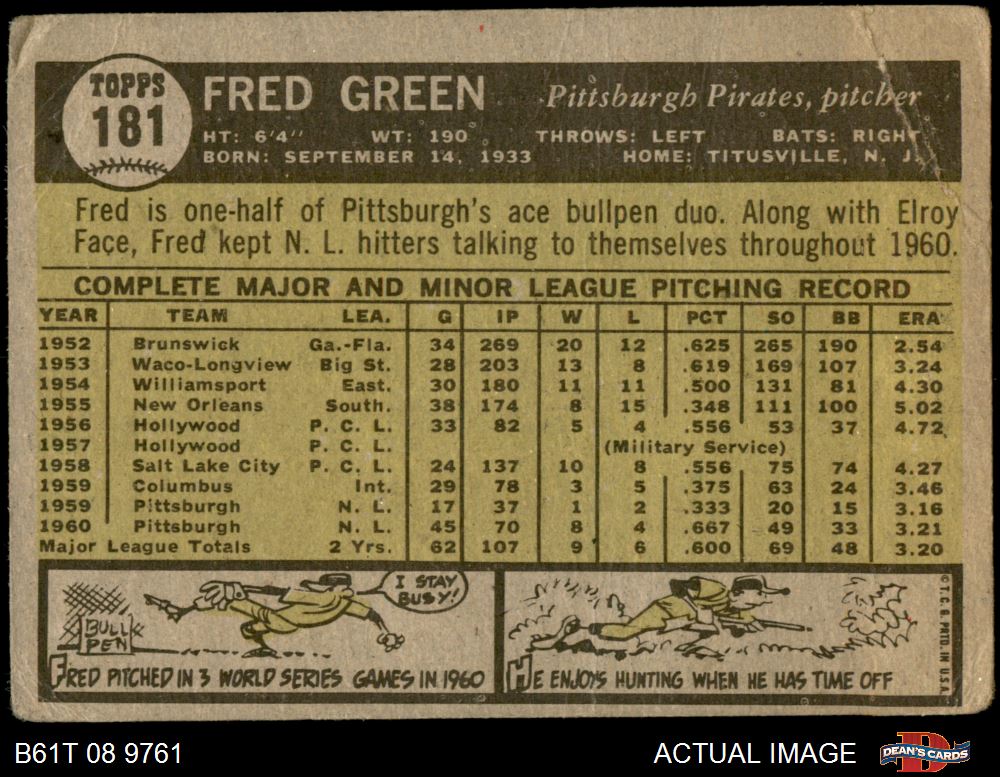 TOPPS
181
FRED GREEN Pittsburgh Pirates, pitcher
HT: 6'4" WT: 190 THROWS: LEFT BATS: RIGHT
BORN: SEPTEMBER 14, 1933 HOME: TITUSVILLE, N. J.
Fred is one-half of Pittsburgh's ace bullpen duo. Along with Elroy
Face, Fred kept N. L. hitters talking to themselves throughout 1960.
COMPLETE MAJOR AND MINOR LEAGUE PITCHING RECORD
YEAR TEAM LEA. G IP W L PCT SO BB ERA
1952 Brunswick Ga.-Fla. 34 269 20 12 .625 265 190 2.54
1953 Waco-Longview Big St. 28 203 13 8 .619 169 107 3.24
1954 Williamsport East. 30 180 11 11 .500 131 81 4.30
1955 New Orleans South. 38 174 8 15 .348 111 100 5.02
1956 Hollywood P. C. L. 33 82 5 4 .556 53 37 4.72
1957 Hollywood P. C. L. (Military Service)
1958 Salt Lake City P. C. L. 24 137 10 8 .556 75 74 4.27
1959 Columbus Int. 29 78 3 5 .375 63 24 3.46
1959 Pittsburgh N. L. 17 37 1 2 .333 20 15 3.16
1960 Pittsburgh N. L. 45 70 8 4 .667 49 33 3.21
Major League Totals 2 Yrs. 62 107 9 6 .600 69 48 3.20
I STAY
BUSY!
BULL
PEN
FRED PITCHED IN 3 WORLD SERIES GAMES IN 1960
HE ENJOYS HUNTING WHEN HE HAS TIME OFF
© T.C.G. PRTD. IN U.S.A.
B61T 08 9761 ACTUAL IMAGE
DEAN'S CARDS